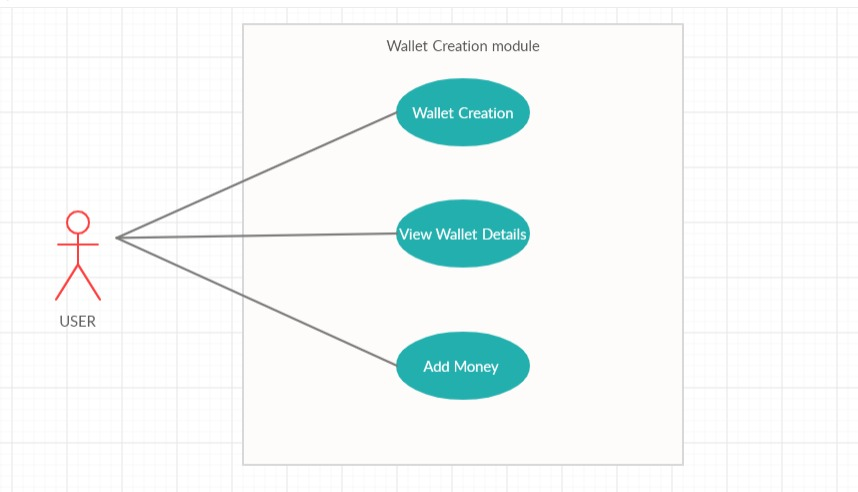 Wallet Creation module
Wallet Creation
View Wallet Details
Add Money
USER